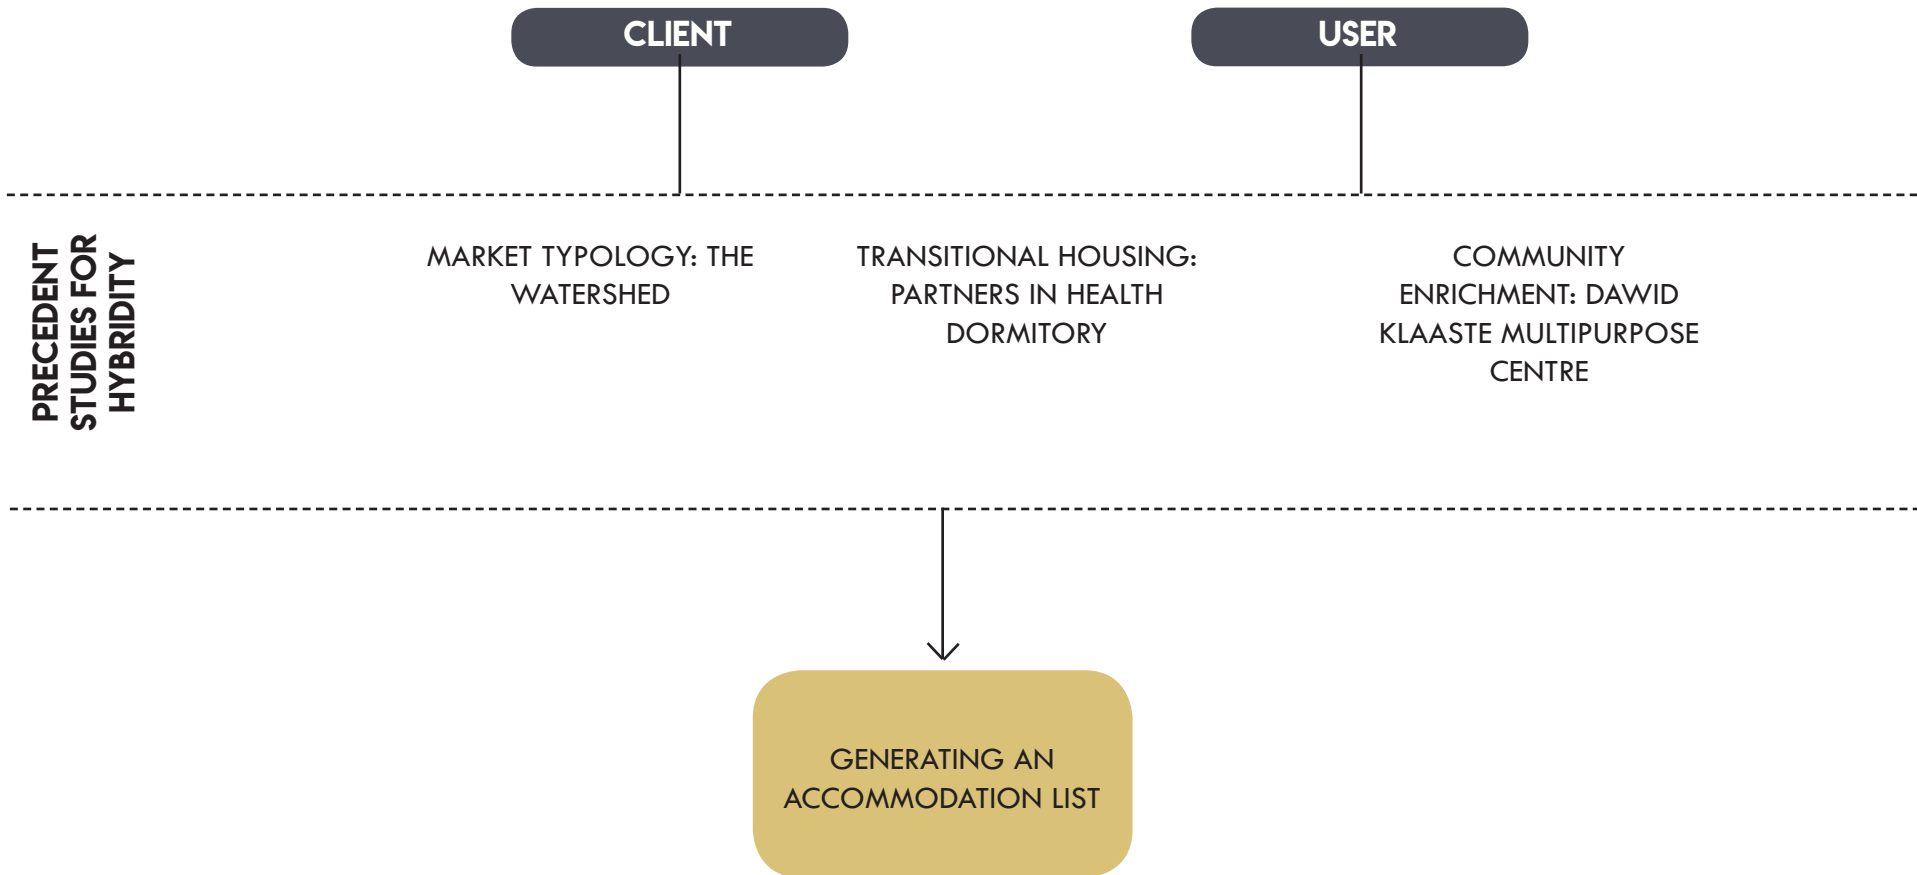 CLIENT
USER
PRECEDENT
STUDIES FOR
HYBRIDITY
MARKET TYPOLOGY: THE
WATERSHED
TRANSITIONAL HOUSING:
PARTNERS IN HEALTH
DORMITORY
COMMUNITY
ENRICHMENT: DAWID
KLAASTE MULTIPURPOSE
CENTRE
GENERATING AN
ACCOMMODATION LIST